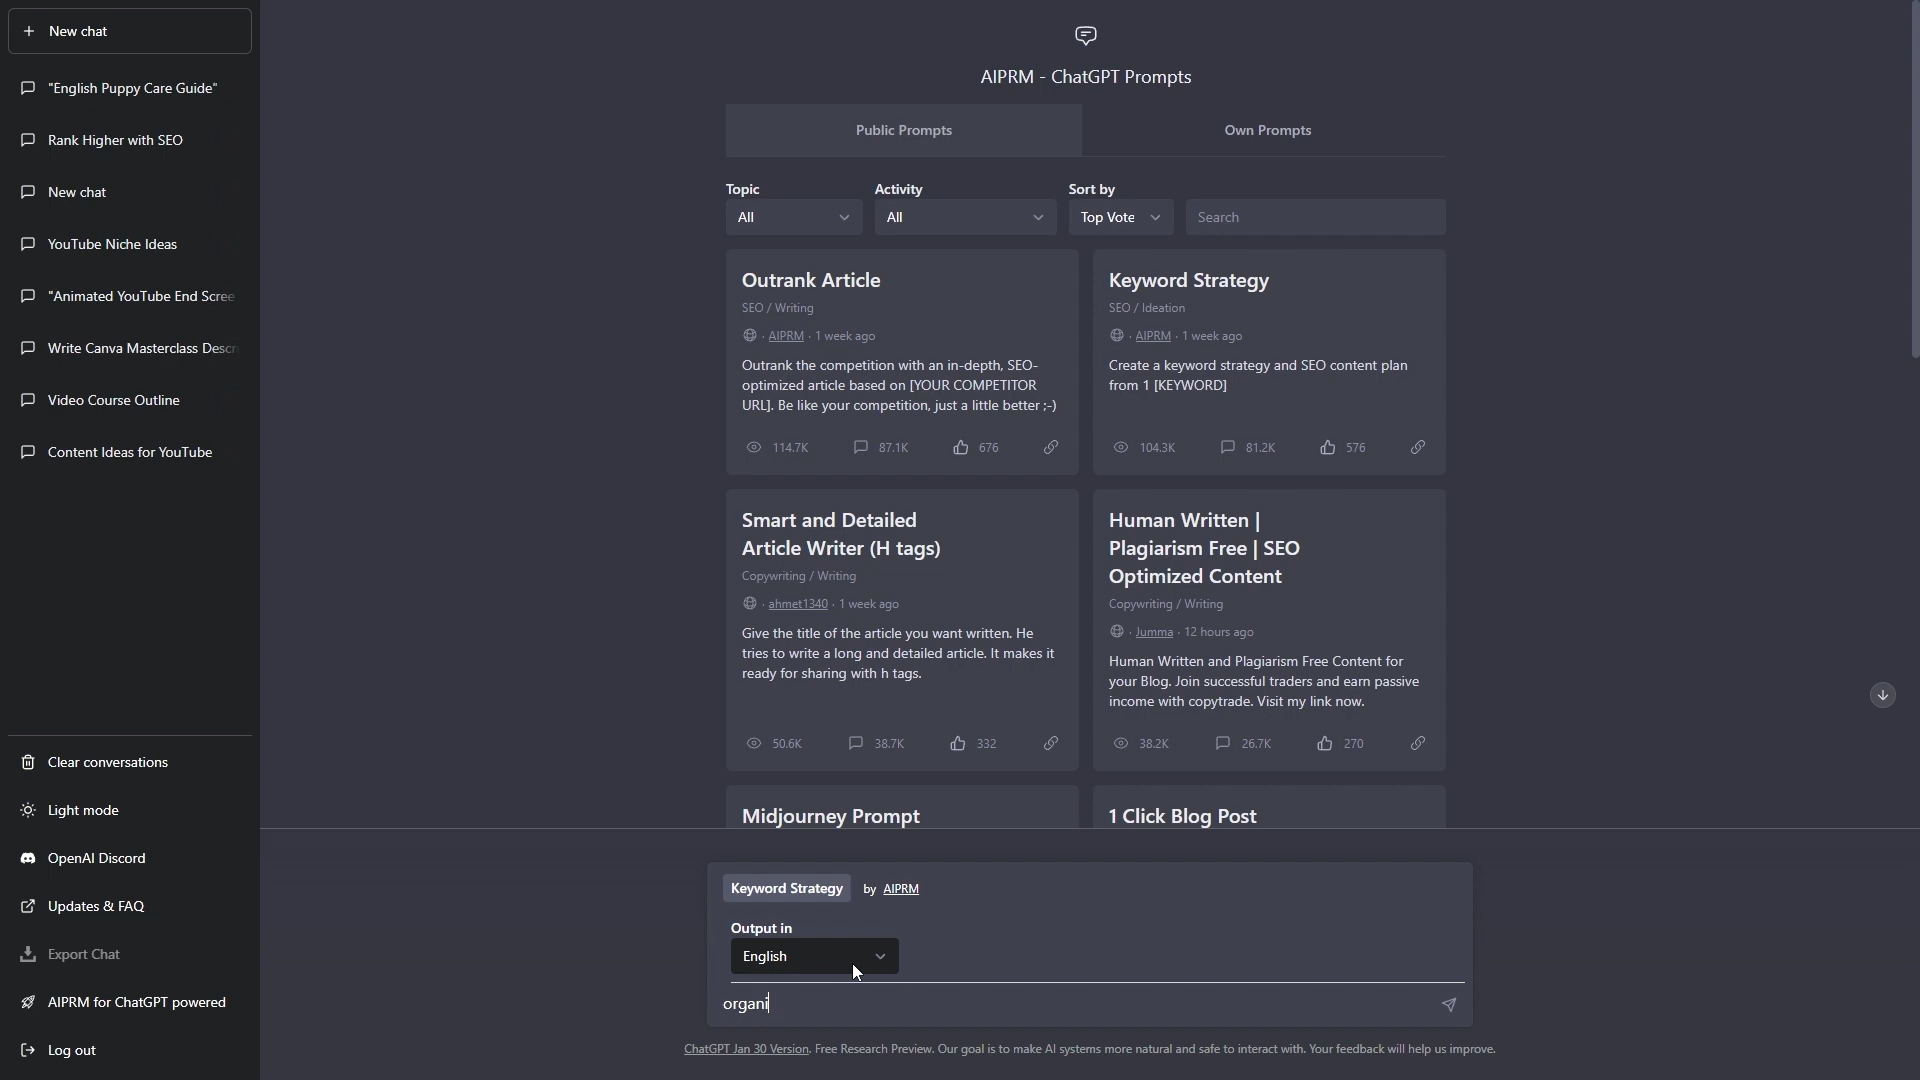 New chat
"English Puppy Care Guide"
Rank Higher with SEO
New chat
YouTube Niche Ideas
"Animated YouTube End Scree
Write Canva Masterclass Descr
Video Course Outline
Content Ideas for YouTube
Clear conversations
Light mode
OpenAI Discord
Updates & FAQ
Export Chat
AIPRM for ChatGPT powered
Log out
AIPRM - ChatGPT Prompts
Public Prompts
Own Prompts
Topic
Activity
Sort by
All
All
Top Vote
Search
Outrank Article
SEO / Writing
· AIPRM · 1 week ago
Outrank the competition with an in-depth, SEO-
optimized article based on [YOUR COMPETITOR
URL]. Be like your competition, just a little better ;-)
114.7K 87.1K 676
Keyword Strategy
SEO / Ideation
· AIPRM · 1 week ago
Create a keyword strategy and SEO content plan
from 1 [KEYWORD]
104.3K 81.2K 576
Smart and Detailed
Article Writer (H tags)
Copywriting / Writing
· ahmet1340 · 1 week ago
Give the title of the article you want written. He
tries to write a long and detailed article. It makes it
ready for sharing with h tags.
50.6K 38.7K 332
Human Written |
Plagiarism Free | SEO
Optimized Content
Copywriting / Writing
· Jumma · 12 hours ago
Human Written and Plagiarism Free Content for
your Blog. Join successful traders and earn passive
income with copytrade. Visit my link now.
38.2K 26.7K 270
Midjourney Prompt
1 Click Blog Post
Keyword Strategy by AIPRM
Output in
English
organi
ChatGPT Jan 30 Version. Free Research Preview. Our goal is to make AI systems more natural and safe to interact with. Your feedback will help us improve.